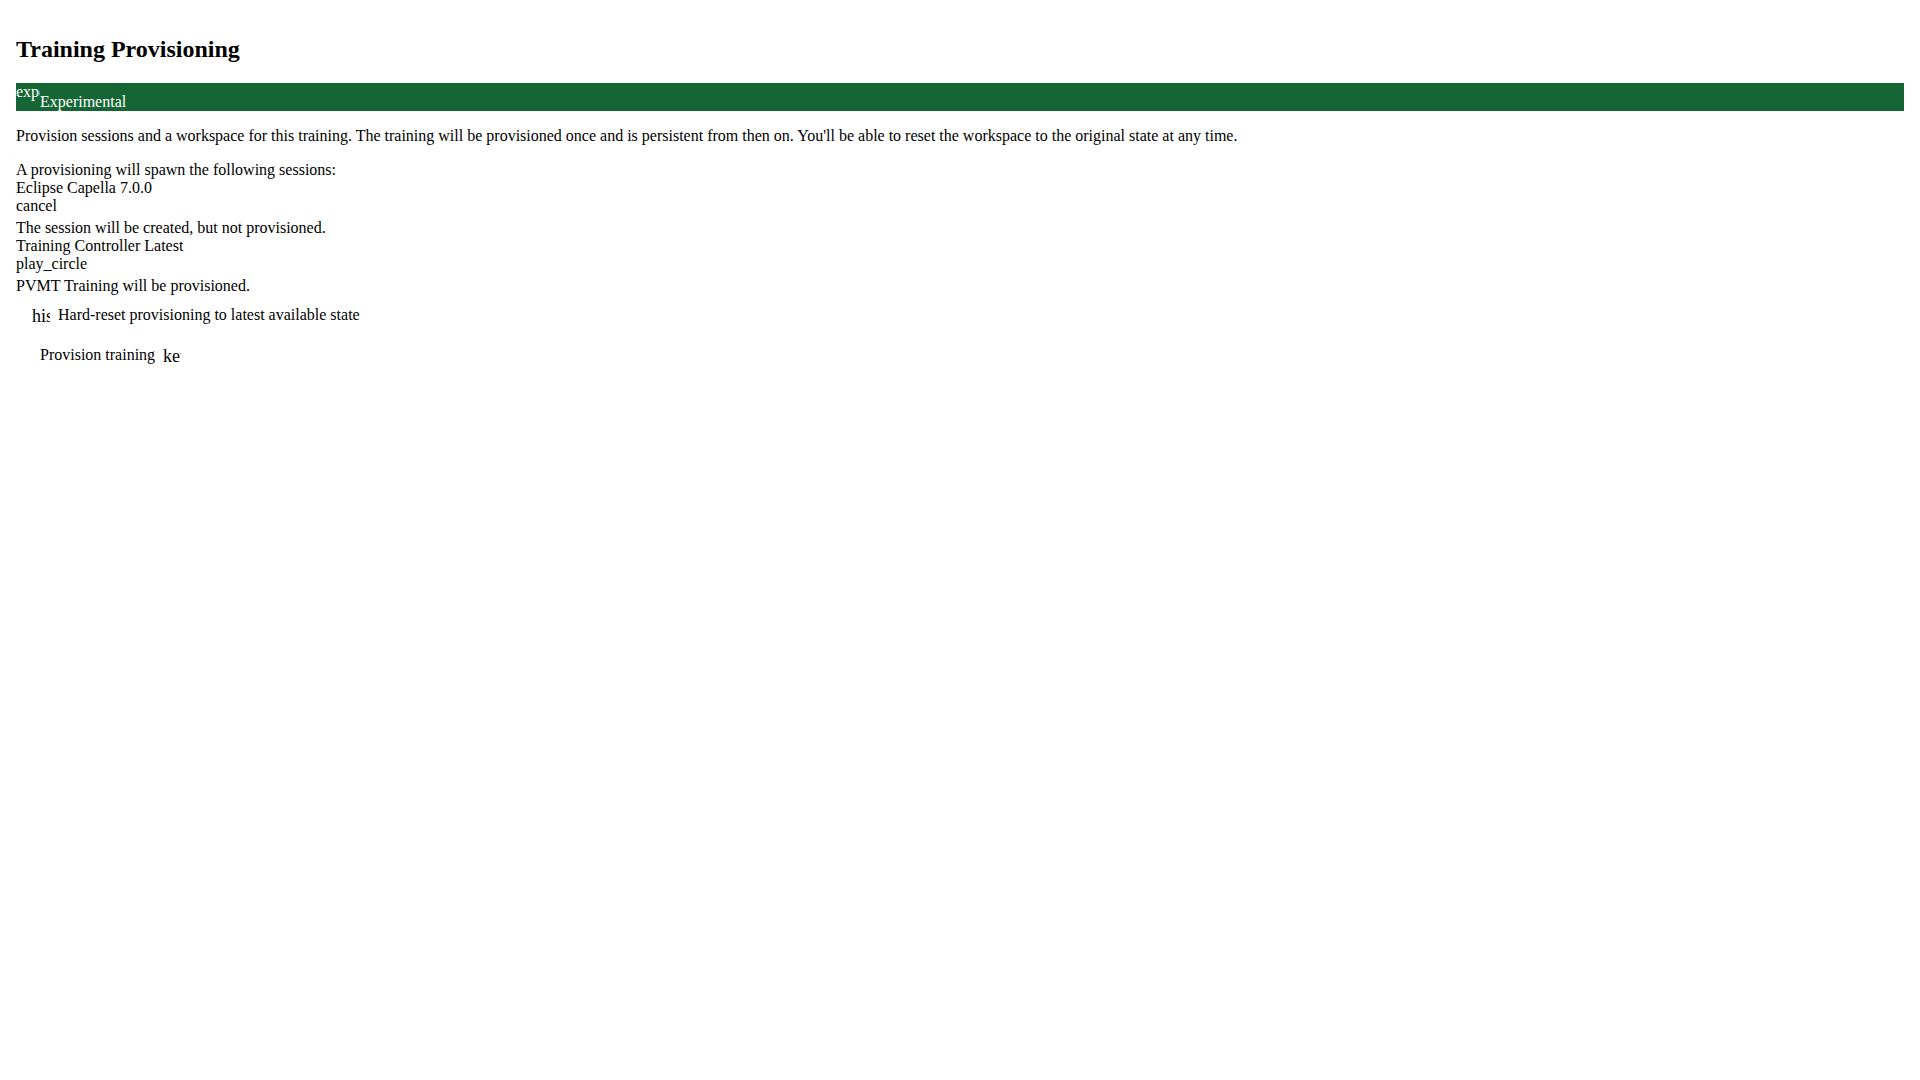 Training Provisioning
exp
Experimental
Provision sessions and a workspace for this training. The training will be provisioned once and is persistent from then on. You'll be able to reset the workspace to the original state at any time.
A provisioning will spawn the following sessions:
Eclipse Capella 7.0.0
cancel
The session will be created, but not provisioned.
Training Controller Latest
play_circle
PVMT Training will be provisioned.
his Hard-reset provisioning to latest available state
Provision training ke